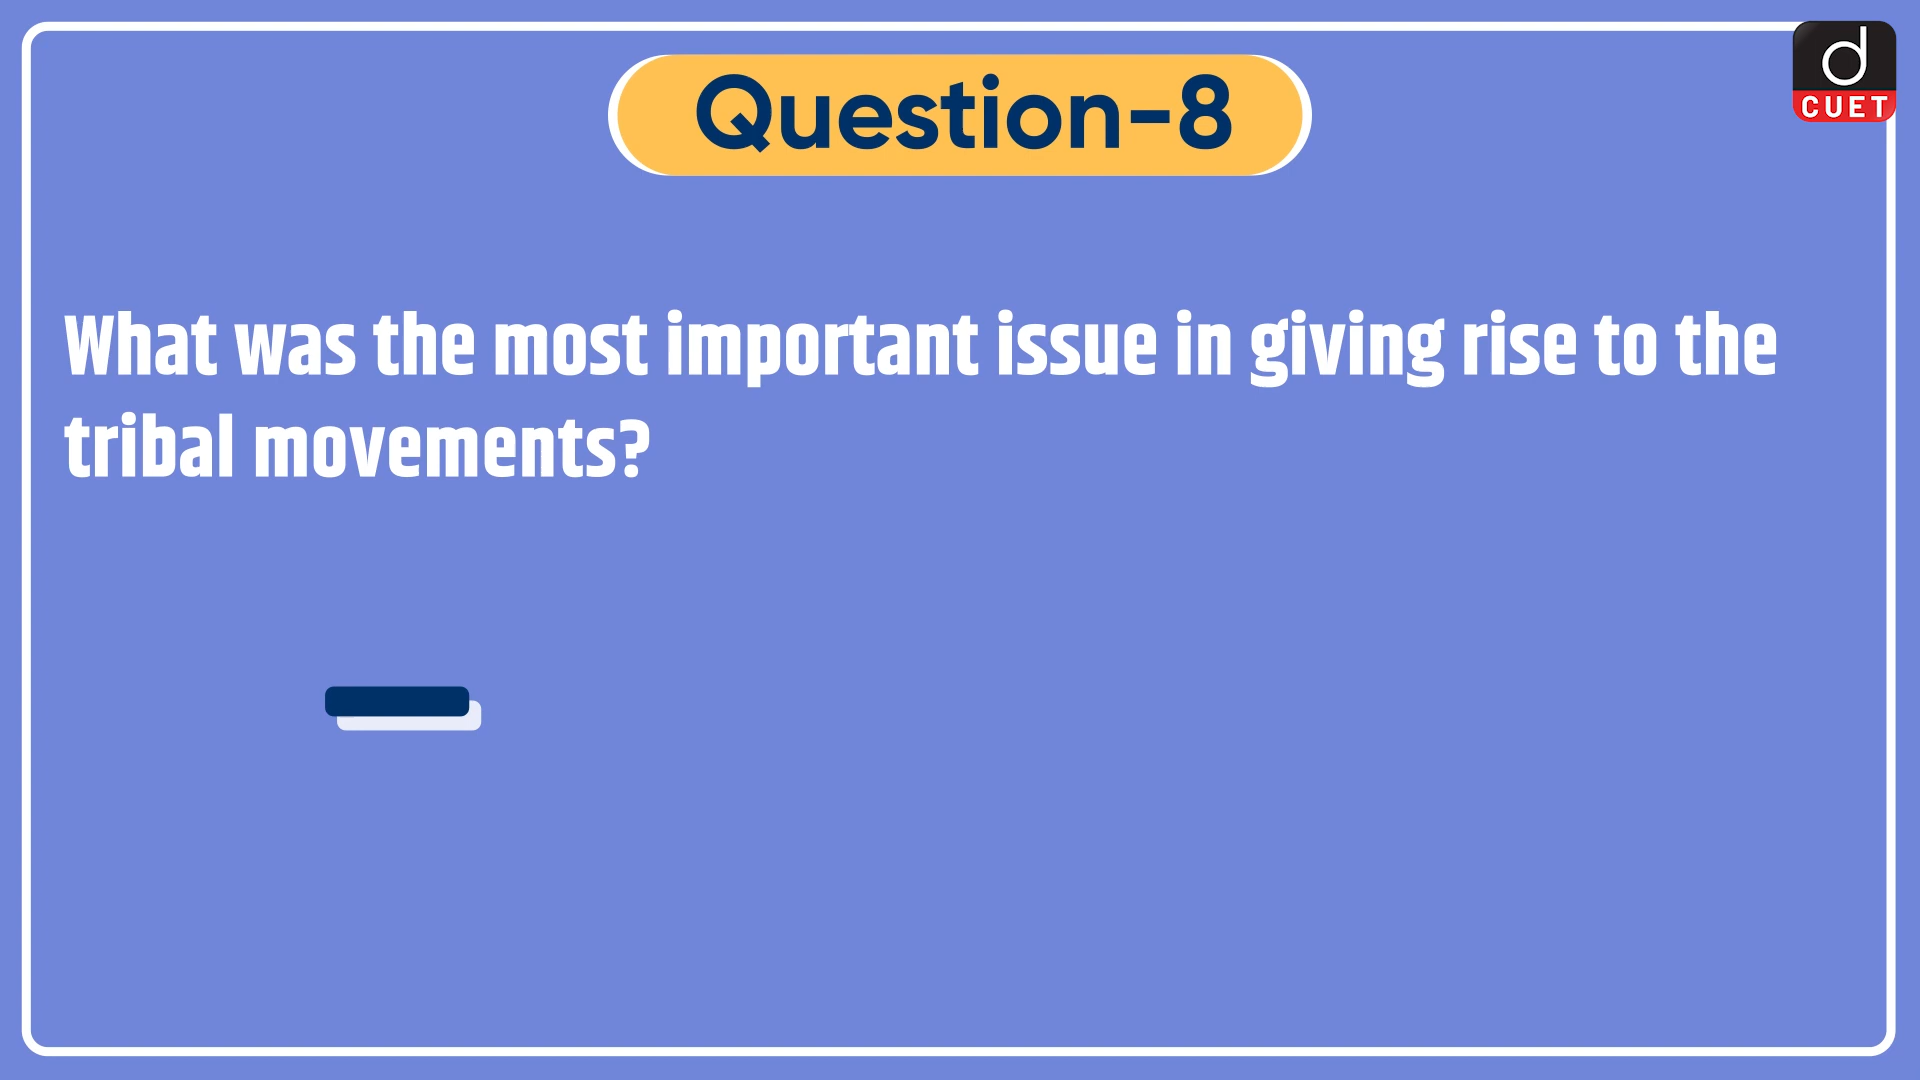 d
CUET
Question-8
What was the most important issue in giving rise to the
tribal movements?